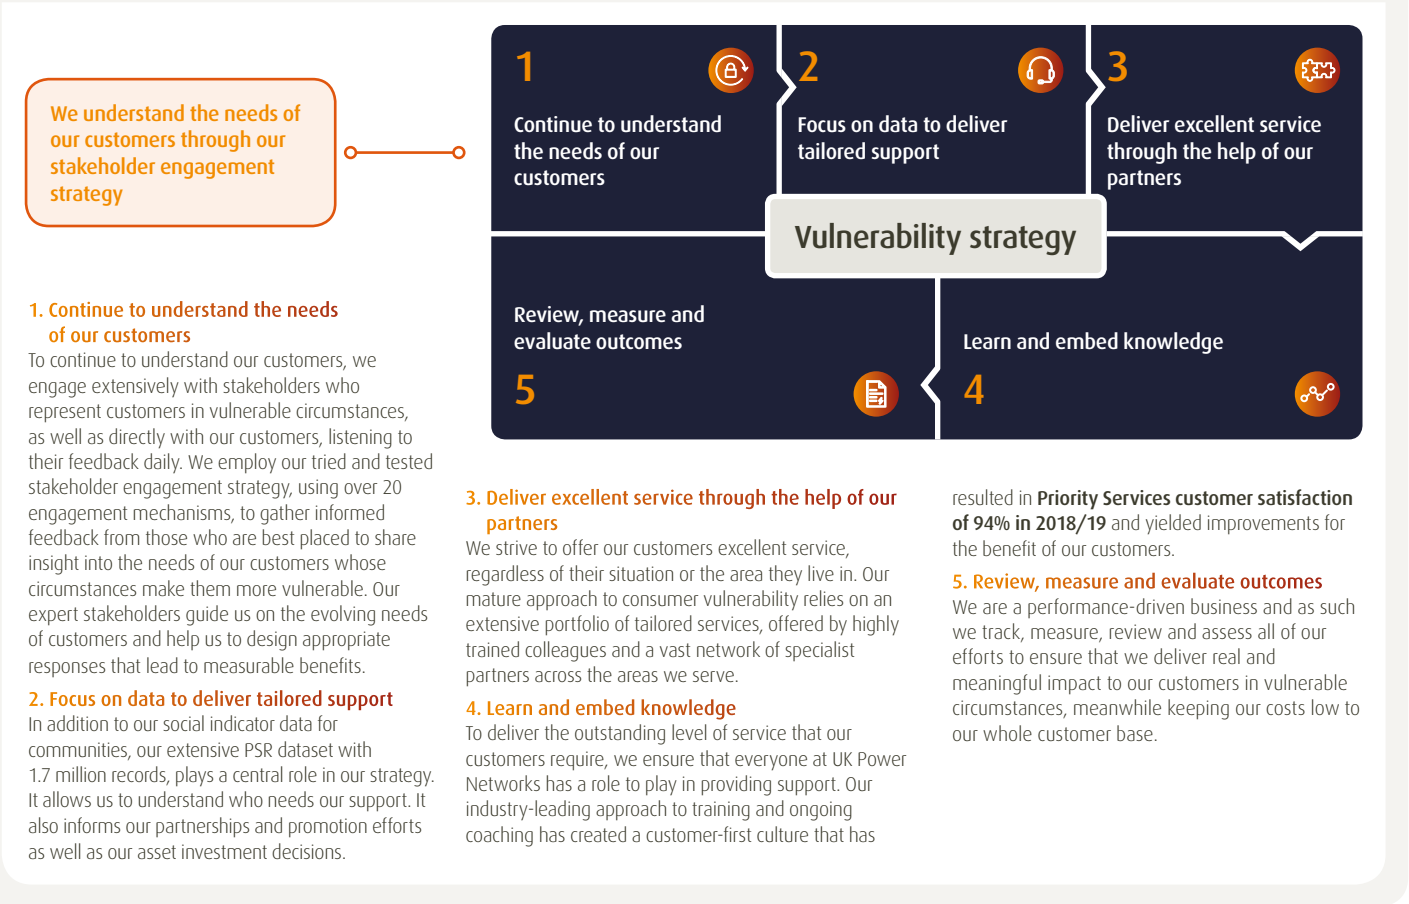 We understand the needs of
our customers through our
stakeholder engagement
strategy
1
Continue to understand
the needs of our
customers
2
Focus on data to deliver
tailored support
3
Deliver excellent service
through the help of our
partners
Vulnerability strategy
Review, measure and
evaluate outcomes
5
Learn and embed knowledge
4
1. Continue to understand the needs
of our customers
To continue to understand our customers, we
engage extensively with stakeholders who
represent customers in vulnerable circumstances,
as well as directly with our customers, listening to
their feedback daily. We employ our tried and tested
stakeholder engagement strategy, using over 20
engagement mechanisms, to gather informed
feedback from those who are best placed to share
insight into the needs of our customers whose
circumstances make them more vulnerable. Our
expert stakeholders guide us on the evolving needs
of customers and help us to design appropriate
responses that lead to measurable benefits.
2. Focus on data to deliver tailored support
In addition to our social indicator data for
communities, our extensive PSR dataset with
1.7 million records, plays a central role in our strategy.
It allows us to understand who needs our support. It
also informs our partnerships and promotion efforts
as well as our asset investment decisions.
3. Deliver excellent service through the help of our
partners
We strive to offer our customers excellent service,
regardless of their situation or the area they live in. Our
mature approach to consumer vulnerability relies on an
extensive portfolio of tailored services, offered by highly
trained colleagues and a vast network of specialist
partners across the areas we serve.
4. Learn and embed knowledge
To deliver the outstanding level of service that our
customers require, we ensure that everyone at UK Power
Networks has a role to play in providing support. Our
industry-leading approach to training and ongoing
coaching has created a customer-first culture that has
resulted in Priority Services customer satisfaction
of 94% in 2018/19 and yielded improvements for
the benefit of our customers.
5. Review, measure and evaluate outcomes
We are a performance-driven business and as such
we track, measure, review and assess all of our
efforts to ensure that we deliver real and
meaningful impact to our customers in vulnerable
circumstances, meanwhile keeping our costs low to
our whole customer base.